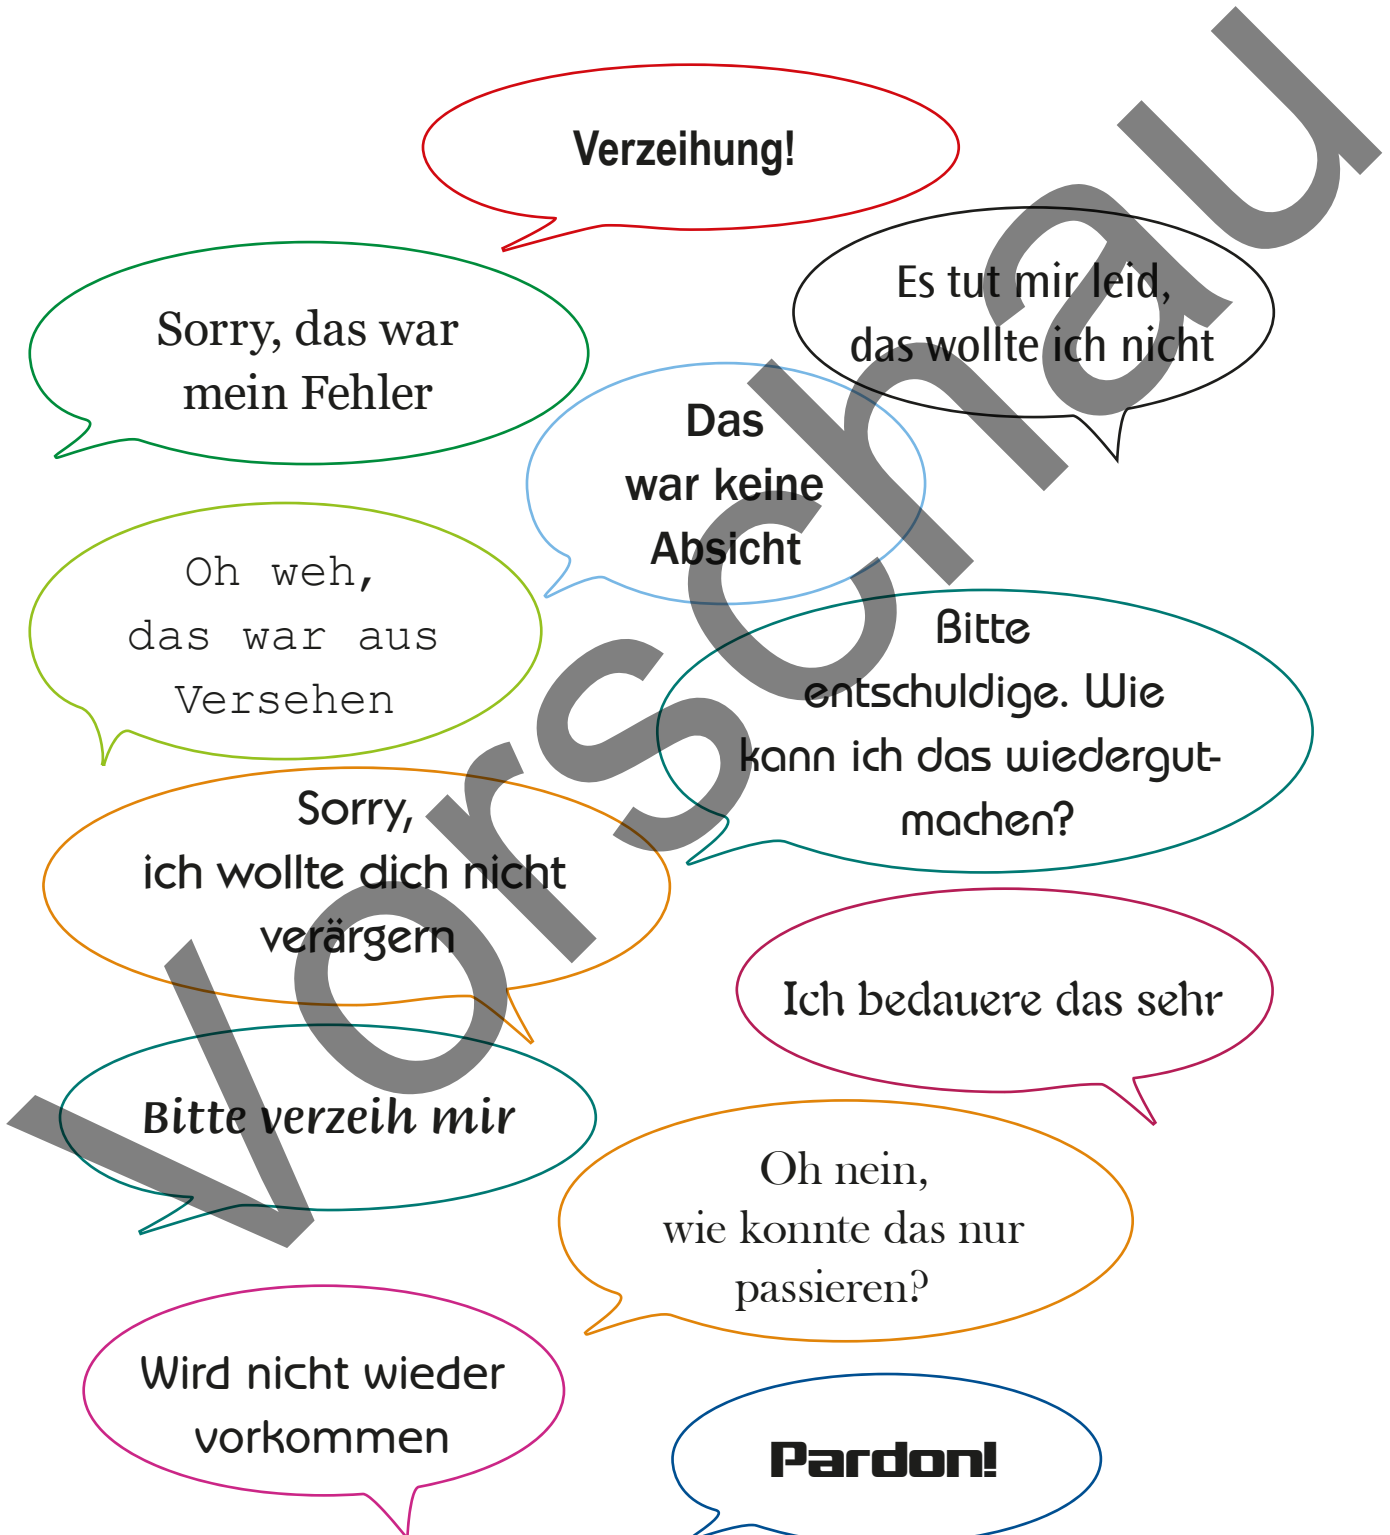 Verzeihung!
Es tut mir leid,
das wollte ich nicht
Sorry, das war
mein Fehler
Das
war keine
Absicht
Oh weh,
das war aus
Versehen
Bitte
entschuldige. Wie
kann ich das wiedergut-
machen?
Sorry,
ich wollte dich nicht
verärgern
Ich bedauere das sehr
Bitte verzeih mir
Oh nein,
wie konnte das nur
passieren?
Wird nicht wieder
vorkommen
Pardon!
Vorschau